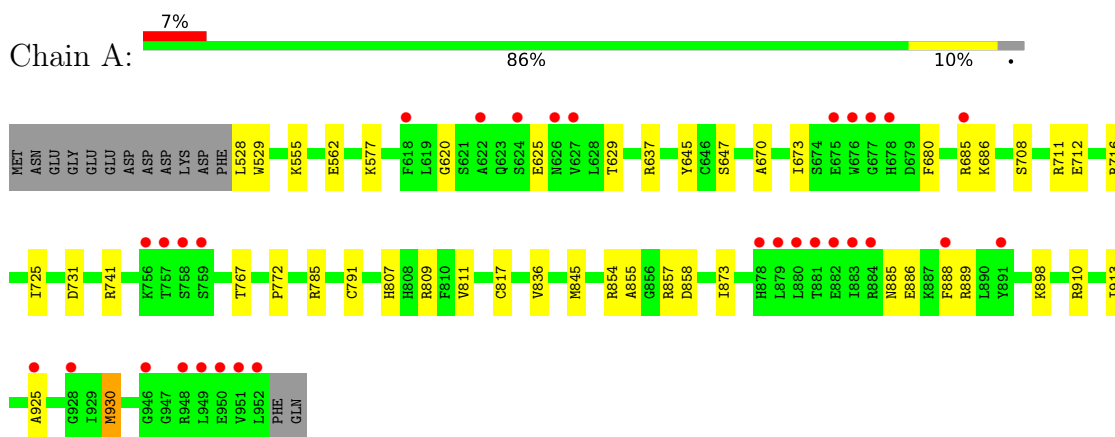 7%
Chain A:
86% 10% •
MET ASN GLU GLY GLU GLU ASP ASP ASP LYS ASP PHE L528 W529 K555 E562 K577 F618 L619 G620 S621 A622 Q623 S624 E625 N626 V627 L628 T629 R637 Y645 C646 S647 A670 I673 S674 E675 W676 G677 H678 D679 F680 R685 K686 S708 R711 E712
I725 D731 R741 K756 T757 S758 S759 T767 P772 R785 C791 H807 H808 R809 F810 V811 C817 V836 M845 R854 A855 G856 R857 D858 I873 H878 L879 L880 T881 E882 I883 R884 N885 E886 K887 F888 R889 L890 Y891 K898 R910
A925 G928 I929 M930 G946 G947 R948 L949 E950 V951 L952 PHE GLN